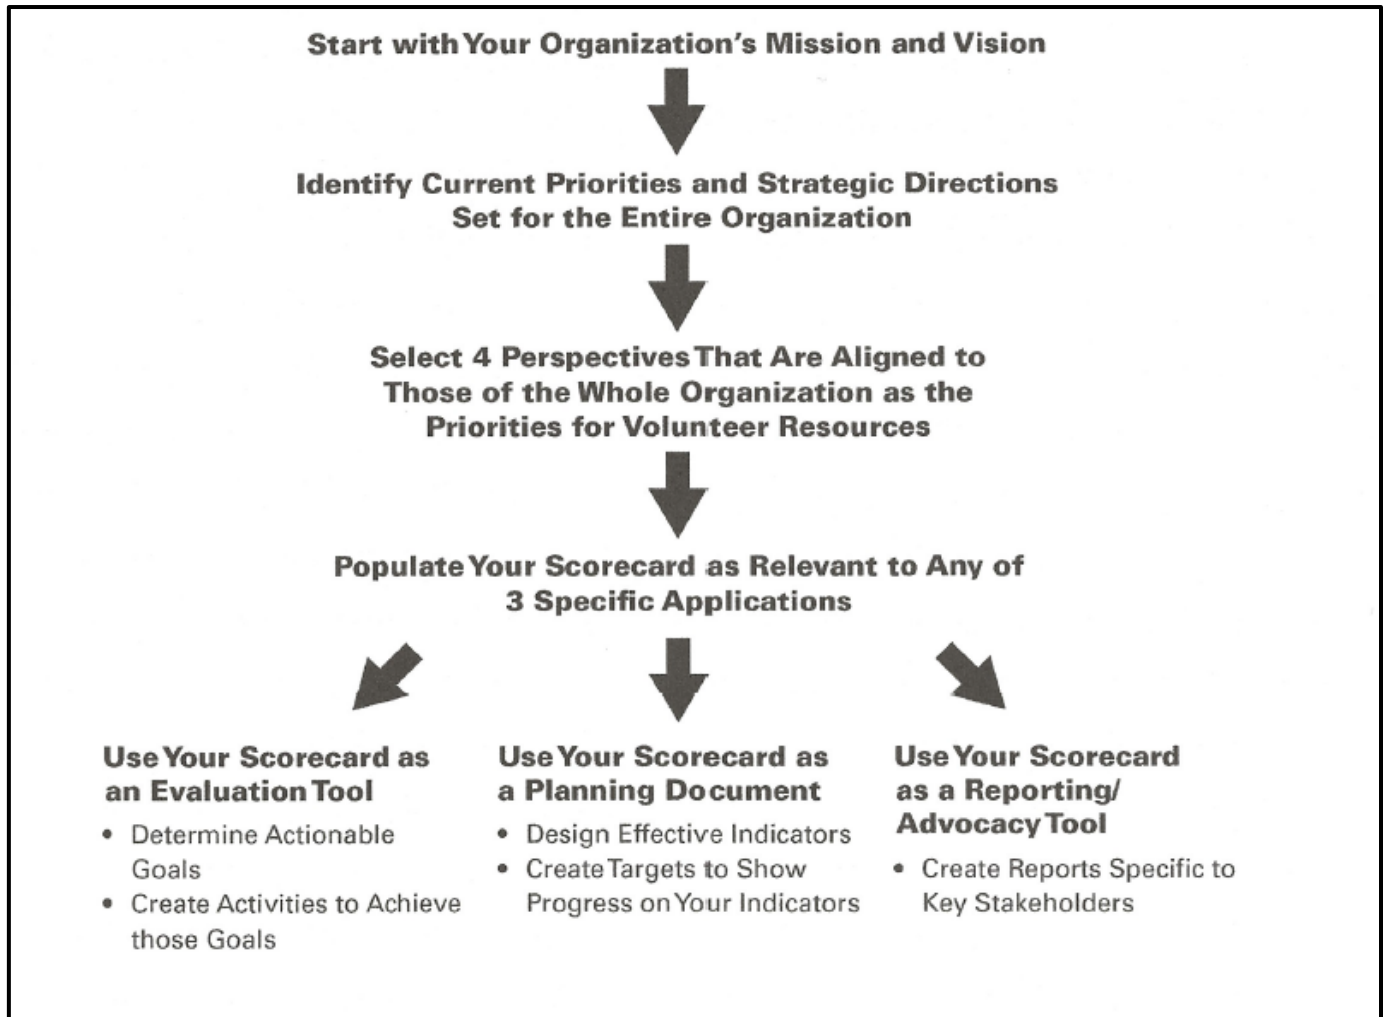 Start with Your Organization's Mission and Vision
Identify Current Priorities and Strategic Directions
Set for the Entire Organization
Select 4 Perspectives That Are Aligned to
Those of the Whole Organization as the
Priorities for Volunteer Resources
Populate Your Scorecard as Relevant to Any of
3 Specific Applications
Use Your Scorecard as
an Evaluation Tool
• Determine Actionable
Goals
• Create Activities to Achieve
those Goals
Use Your Scorecard as
a Planning Document
• Design Effective Indicators
• Create Targets to Show
Progress on Your Indicators
Use Your Scorecard
as a Reporting/
Advocacy Tool
• Create Reports Specific to
Key Stakeholders